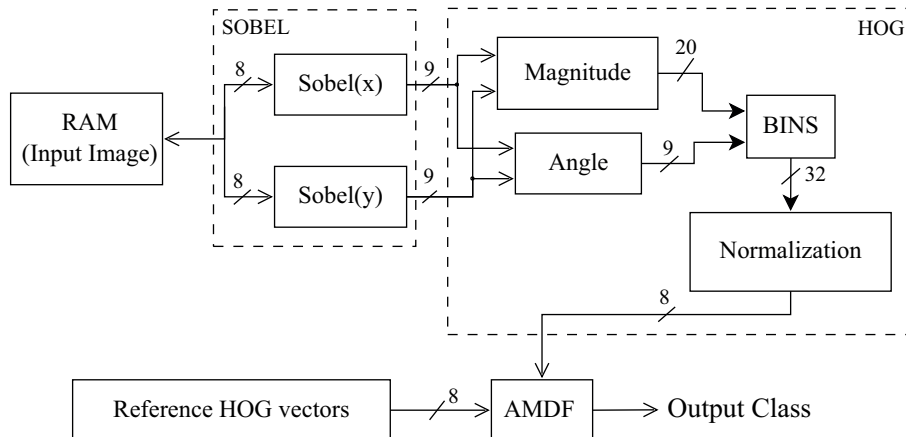 SOBEL
HOG
8
Sobel(x)
9
Magnitude
20
RAM
(Input Image)
BINS
8
Sobel(y)
9
Angle
9
32
Normalization
8
Reference HOG vectors
8
AMDF
Output Class